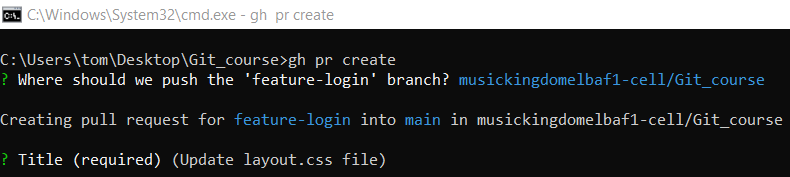 C:\Windows\System32\cmd.exe - gh  pr create
C:\Users\tom\Desktop\Git_course>gh pr create
? Where should we push the 'feature-login' branch? musickingdomelbaf1-cell/Git_course
Creating pull request for feature-login into main in musickingdomelbaf1-cell/Git_course
? Title (required) (Update layout.css file)